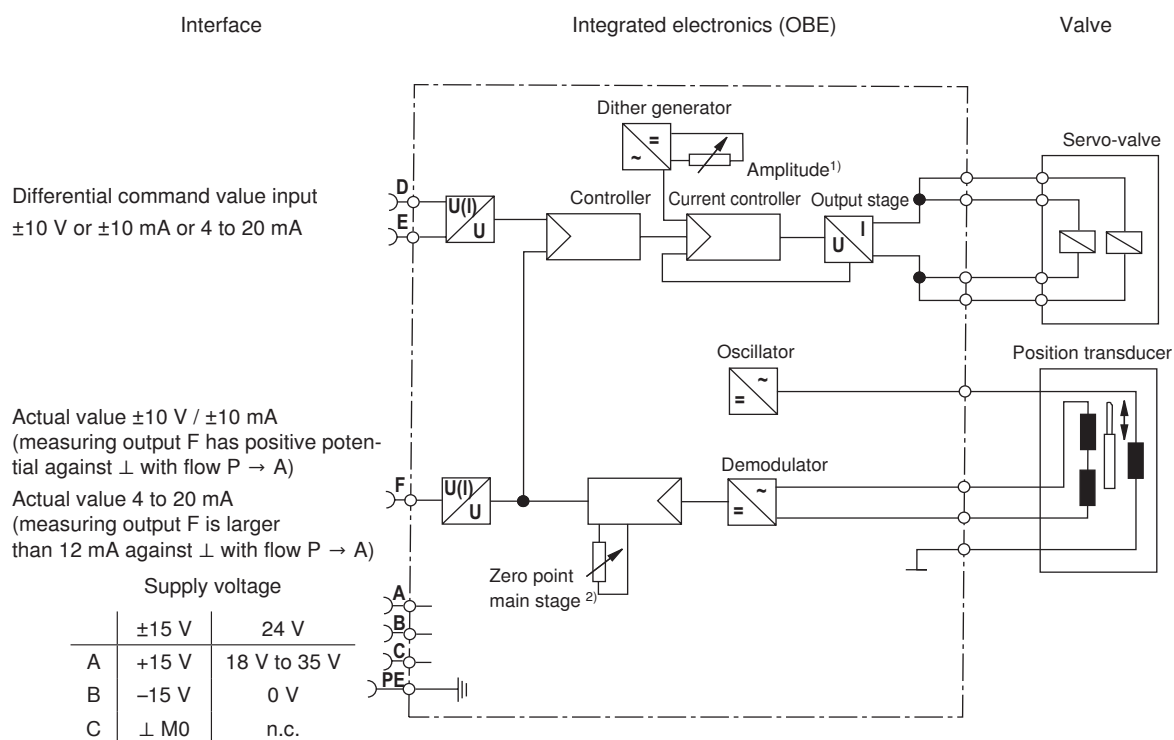 Interface
Integrated electronics (OBE)
Valve
Dither generator
=
~
Amplitude1)
Servo-valve
Differential command value input
±10 V or ±10 mA or 4 to 20 mA
D
E
U(I)
U
Controller
Current controller
Output stage
I
U
Oscillator
~
=
Position transducer
Actual value ±10 V / ±10 mA
(measuring output F has positive poten-
tial against ⊥ with flow P → A)
Actual value 4 to 20 mA
(measuring output F is larger
than 12 mA against ⊥ with flow P → A)
F
U(I)
U
Demodulator
~
=
Zero point
main stage 2)
Supply voltage
±15 V 24 V
A +15 V 18 V to 35 V
B –15 V 0 V
C ⊥ M0 n.c.
A
B
C
PE